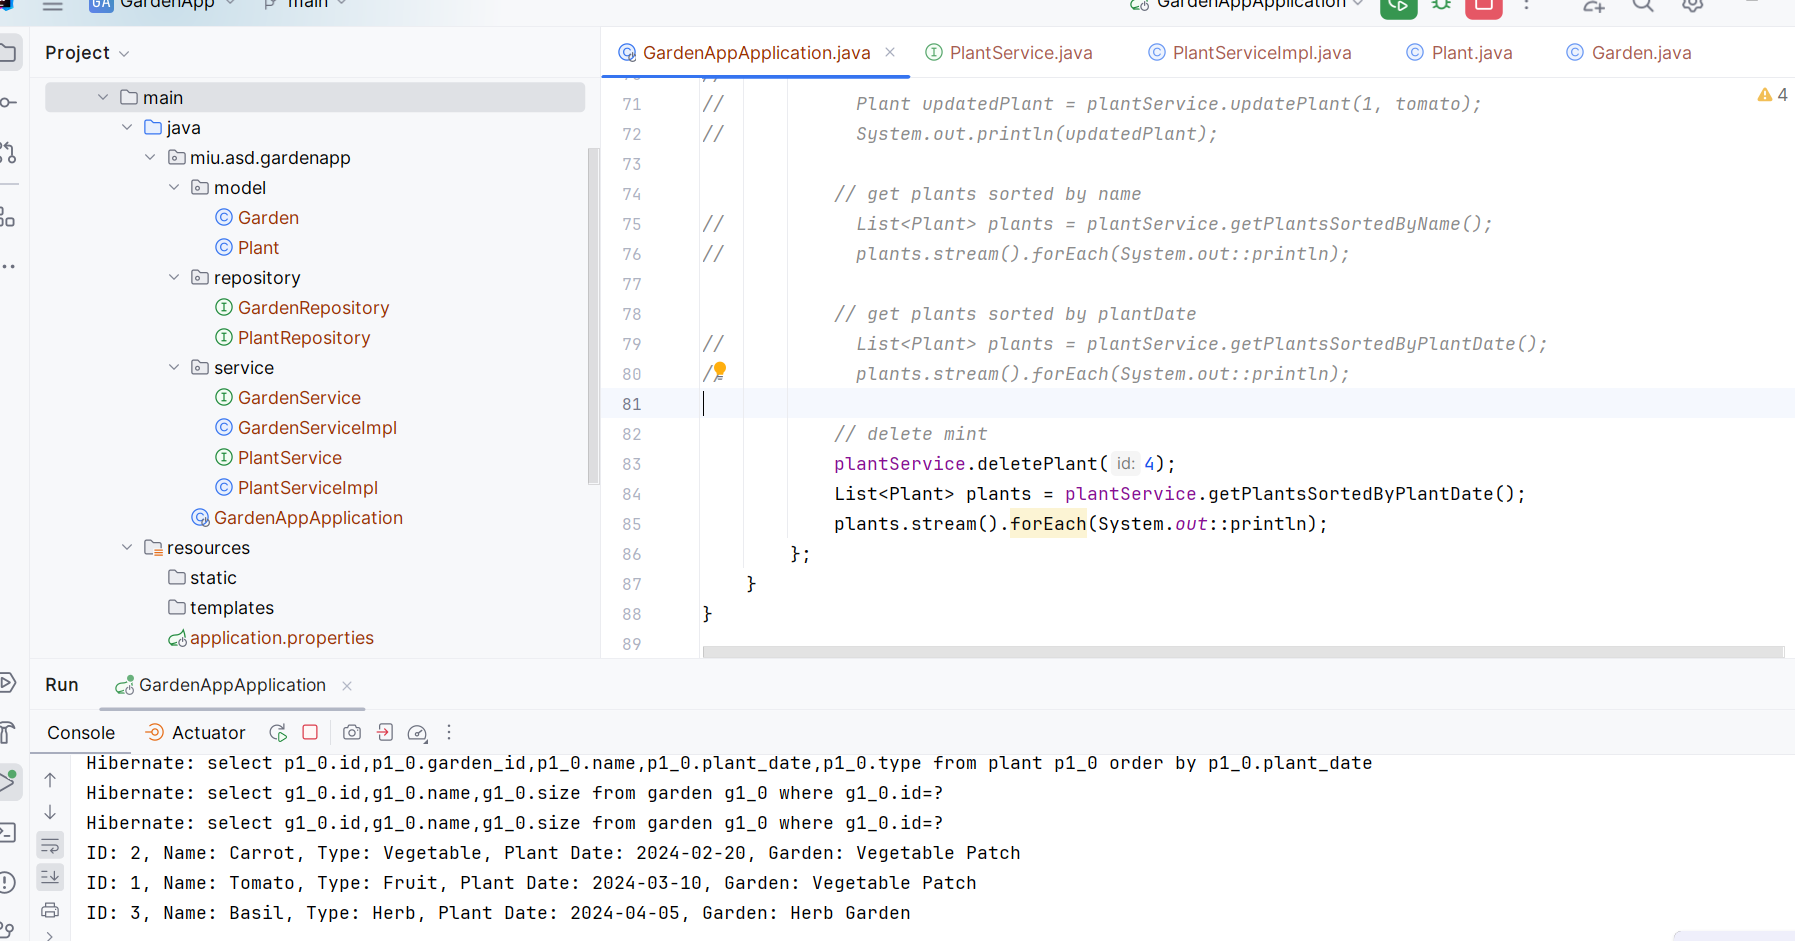 GA GardenApp main GardenAppApplication
Project
GardenAppApplication.java PlantService.java PlantServiceImpl.java Plant.java Garden.java
main
java
miu.asd.gardenapp
model
Garden
Plant
repository
GardenRepository
PlantRepository
service
GardenService
GardenServiceImpl
PlantService
PlantServiceImpl
GardenAppApplication
resources
static
templates
application.properties
4
71 // Plant updatedPlant = plantService.updatePlant(1, tomato);
72 // System.out.println(updatedPlant);
73
74 // get plants sorted by name
75 // List<Plant> plants = plantService.getPlantsSortedByName();
76 // plants.stream().forEach(System.out::println);
77
78 // get plants sorted by plantDate
79 // List<Plant> plants = plantService.getPlantsSortedByPlantDate();
80 // plants.stream().forEach(System.out::println);
81
82 // delete mint
83 plantService.deletePlant( id: 4);
84 List<Plant> plants = plantService.getPlantsSortedByPlantDate();
85 plants.stream().forEach(System.out::println);
86 };
87 }
88 }
89
Run GardenAppApplication
Console Actuator
Hibernate: select p1_0.id,p1_0.garden_id,p1_0.name,p1_0.plant_date,p1_0.type from plant p1_0 order by p1_0.plant_date
Hibernate: select g1_0.id,g1_0.name,g1_0.size from garden g1_0 where g1_0.id=?
Hibernate: select g1_0.id,g1_0.name,g1_0.size from garden g1_0 where g1_0.id=?
ID: 2, Name: Carrot, Type: Vegetable, Plant Date: 2024-02-20, Garden: Vegetable Patch
ID: 1, Name: Tomato, Type: Fruit, Plant Date: 2024-03-10, Garden: Vegetable Patch
ID: 3, Name: Basil, Type: Herb, Plant Date: 2024-04-05, Garden: Herb Garden